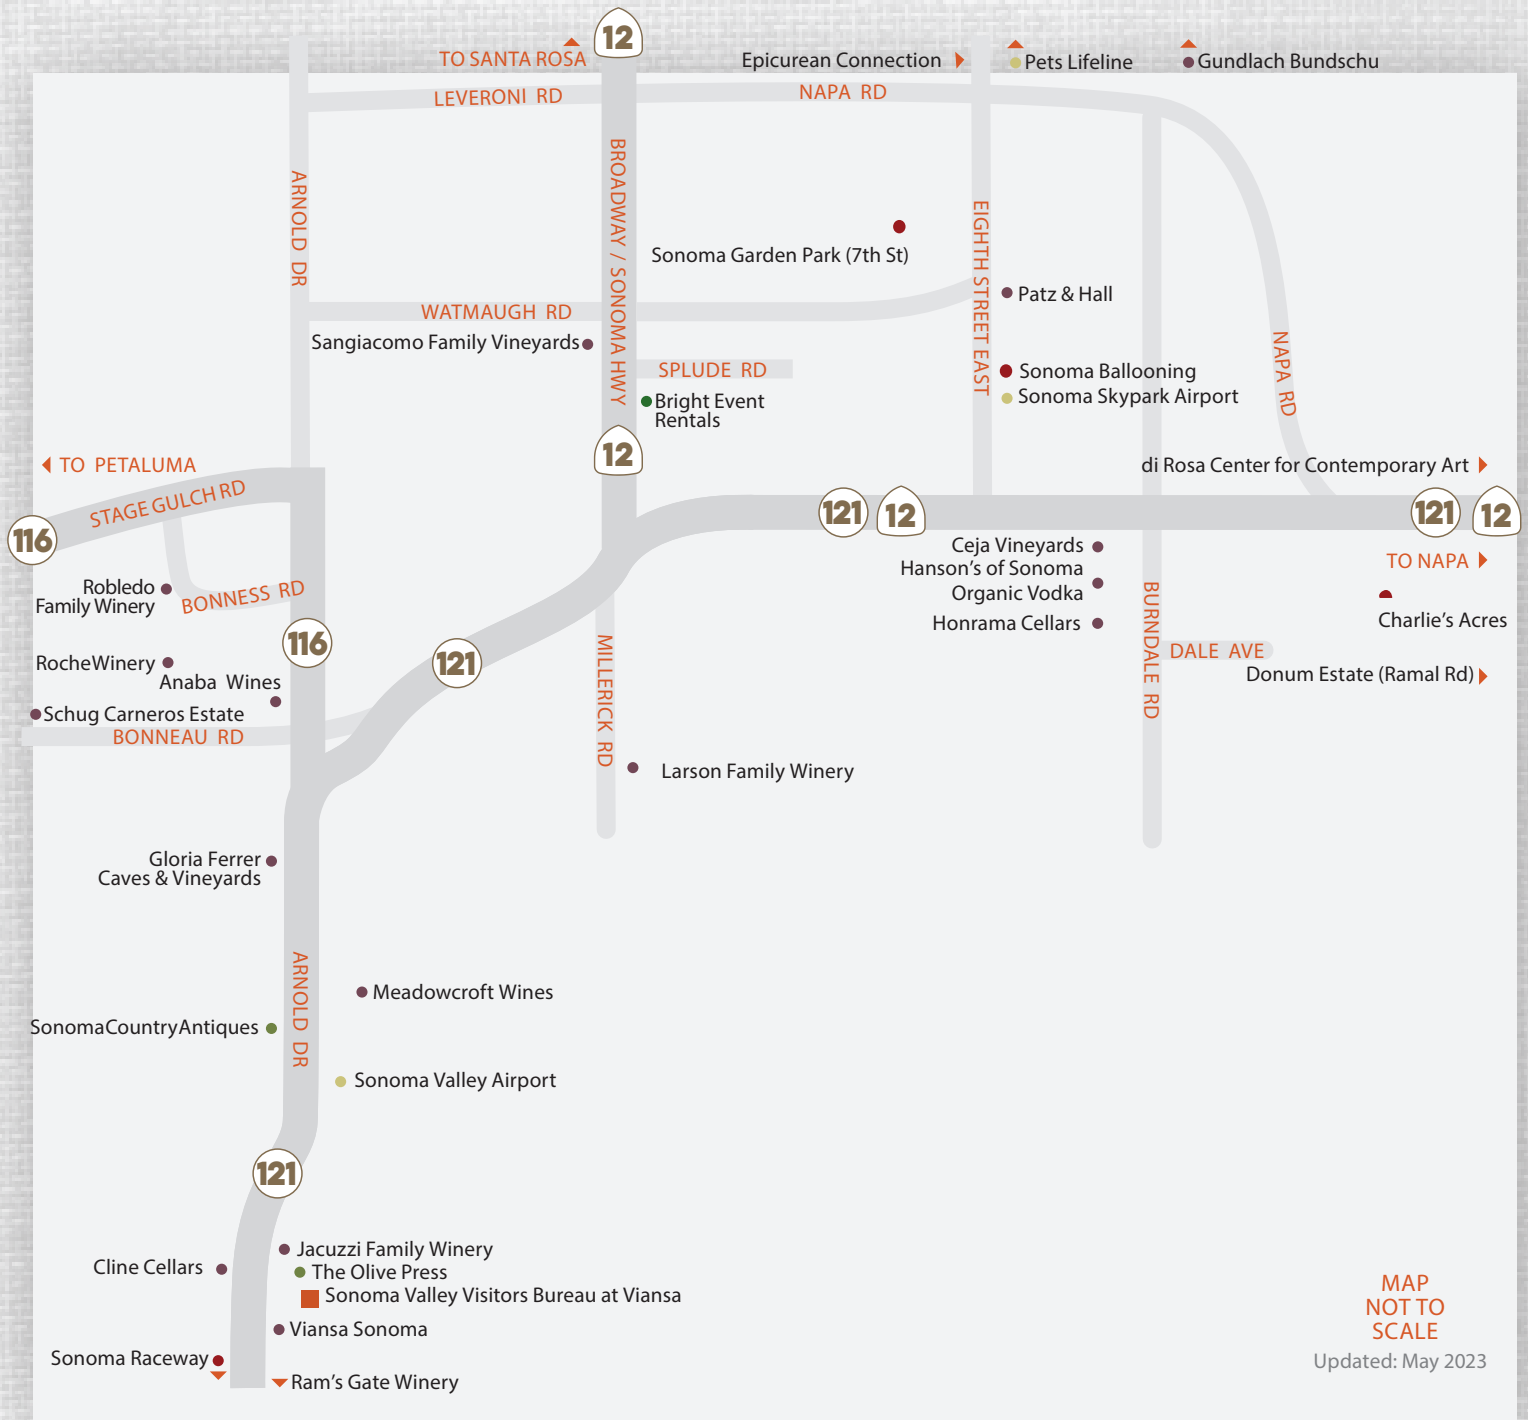 12
TO SANTA ROSA
Epicurean Connection
Pets Lifeline
Gundlach Bundschu
LEVERONI RD
NAPA RD
ARNOLD DR
BROADWAY / SONOMA HWY
EIGHTH STREET EAST
Sonoma Garden Park (7th St)
Patz & Hall
WATMAUGH RD
Sangiacomo Family Vineyards
SPLUDE RD
NAPA RD
Sonoma Ballooning
Sonoma Skypark Airport
Bright Event
Rentals
12
TO PETALUMA
di Rosa Center for Contemporary Art
STAGE GULCH RD
116
121
12
121
12
Ceja Vineyards
TO NAPA
Hanson's of Sonoma
Organic Vodka
Robledo
Family Winery
BONNESS RD
BURNDALE RD
Charlie's Acres
Honrama Cellars
116
MILLERICK RD
DALE AVE
RocheWinery
121
Donum Estate (Ramal Rd)
Anaba Wines
Schug Carneros Estate
BONNEAU RD
Larson Family Winery
Gloria Ferrer
Caves & Vineyards
ARNOLD DR
Meadowcroft Wines
SonomaCountryAntiques
Sonoma Valley Airport
121
Jacuzzi Family Winery
Cline Cellars
The Olive Press
Sonoma Valley Visitors Bureau at Viansa
Viansa Sonoma
Sonoma Raceway
Ram's Gate Winery
MAP
NOT TO
SCALE
Updated: May 2023